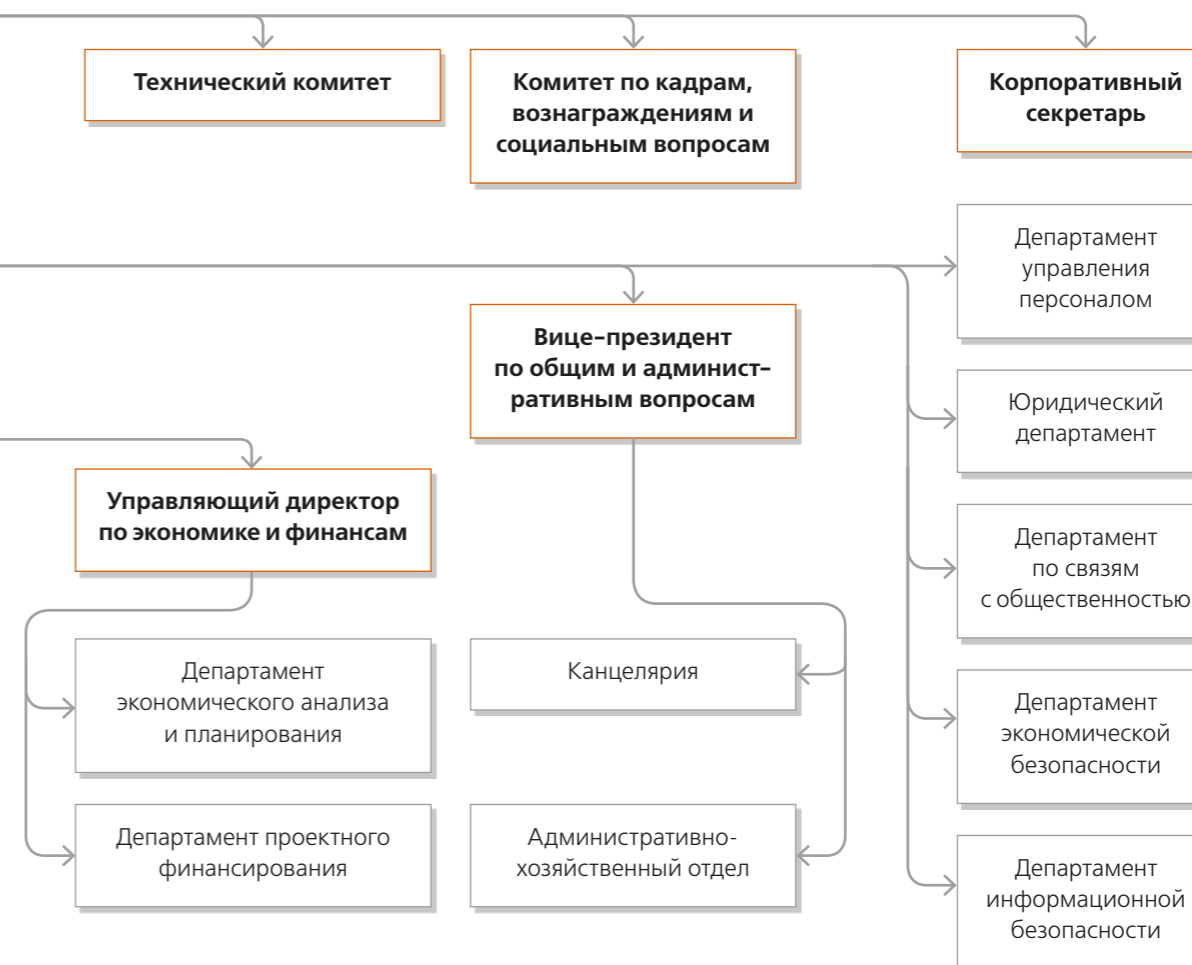 Технический комитет
Комитет по кадрам,
вознаграждениям и
социальным вопросам
Корпоративный
секретарь
Департамент
управления
персоналом
Вице-президент
по общим и админист-
ративным вопросам
Юридический
департамент
Управляющий директор
по экономике и финансам
Департамент
по связям
с общественностью
Департамент
экономического анализа
и планирования
Канцелярия
Департамент
экономической
безопасности
Департамент проектного
финансирования
Административно-
хозяйственный отдел
Департамент
информационной
безопасности